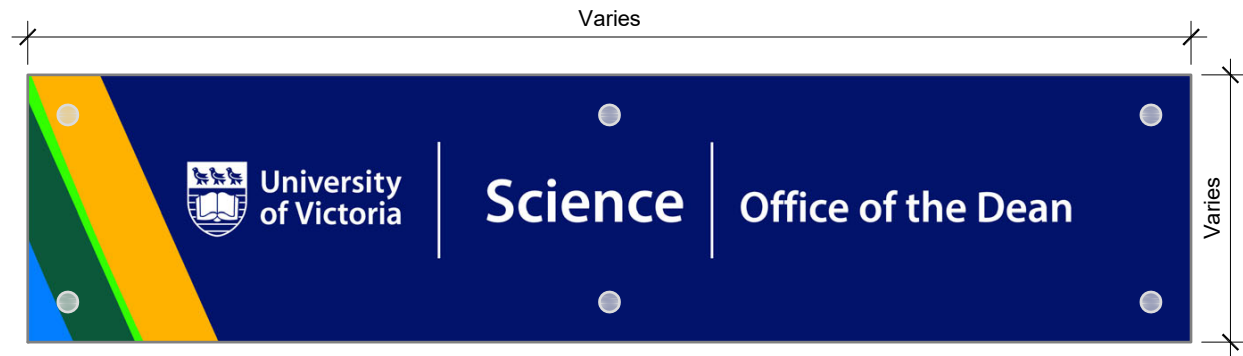 Varies
University
of Victoria
Science
Office of the Dean
Varies